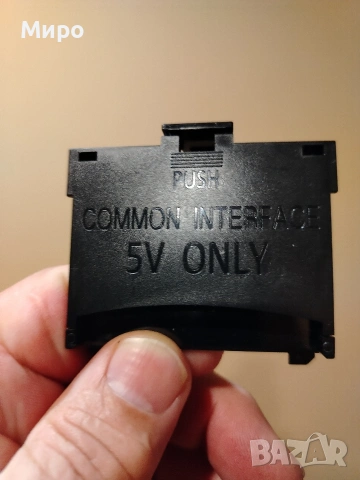 Миро
PUSH
COMMON INTERFACE
5V ONLY
BAZAR